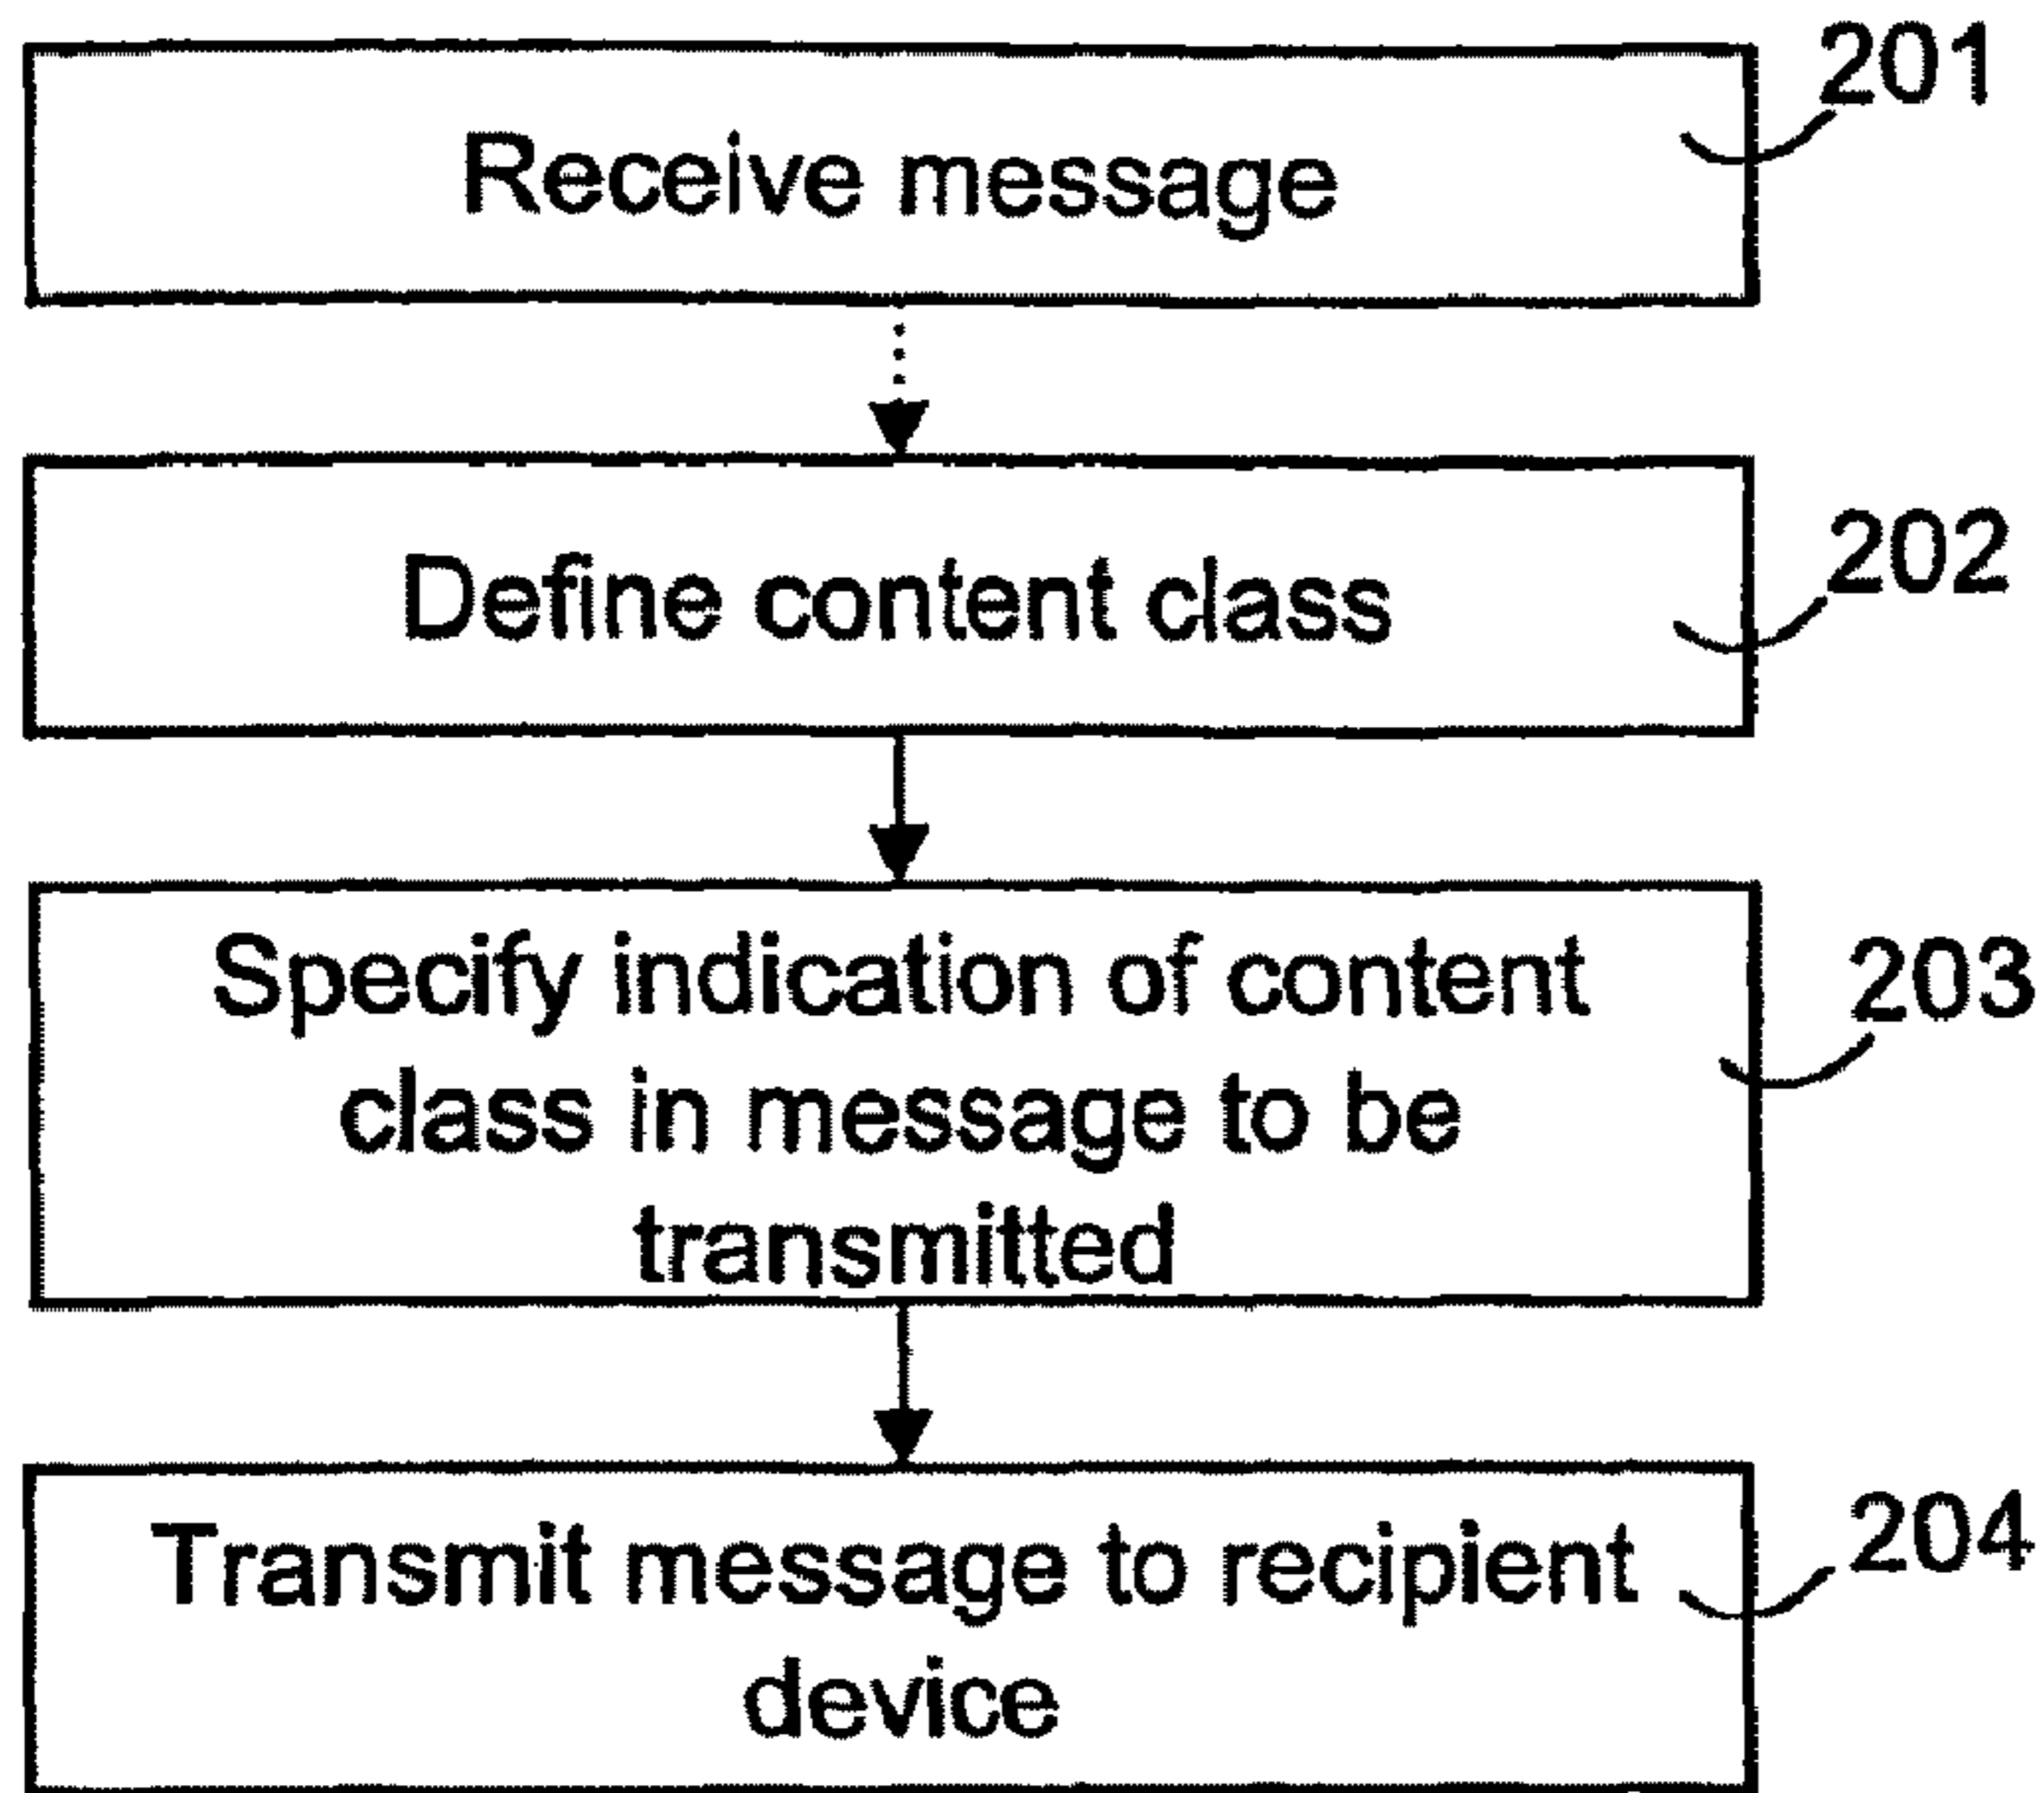 201
Receive message
202
Define content class
203
Specify indication of content
class in message to be
transmitted
204
Transmit message to recipient
device